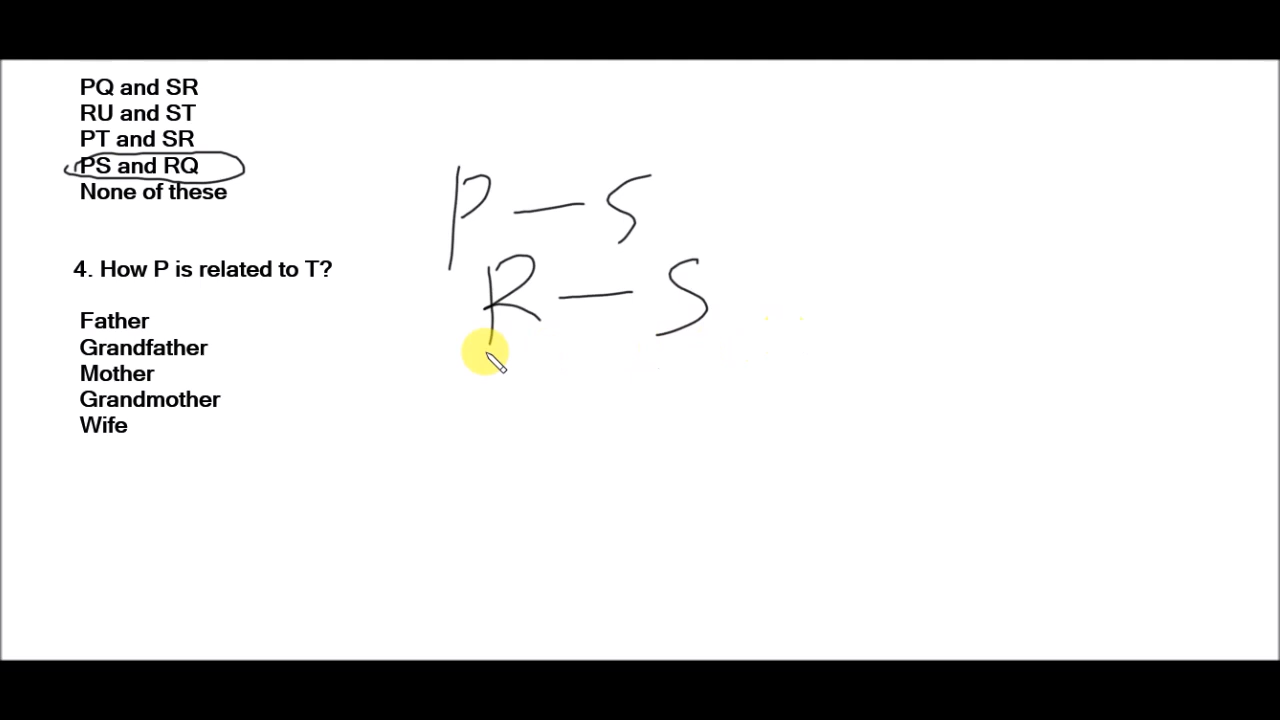 PQ and SR
RU and ST
PT and SR
PS and RQ
None of these
4. How P is related to T?
Father
Grandfather
Mother
Grandmother
Wife
P — S
R — S